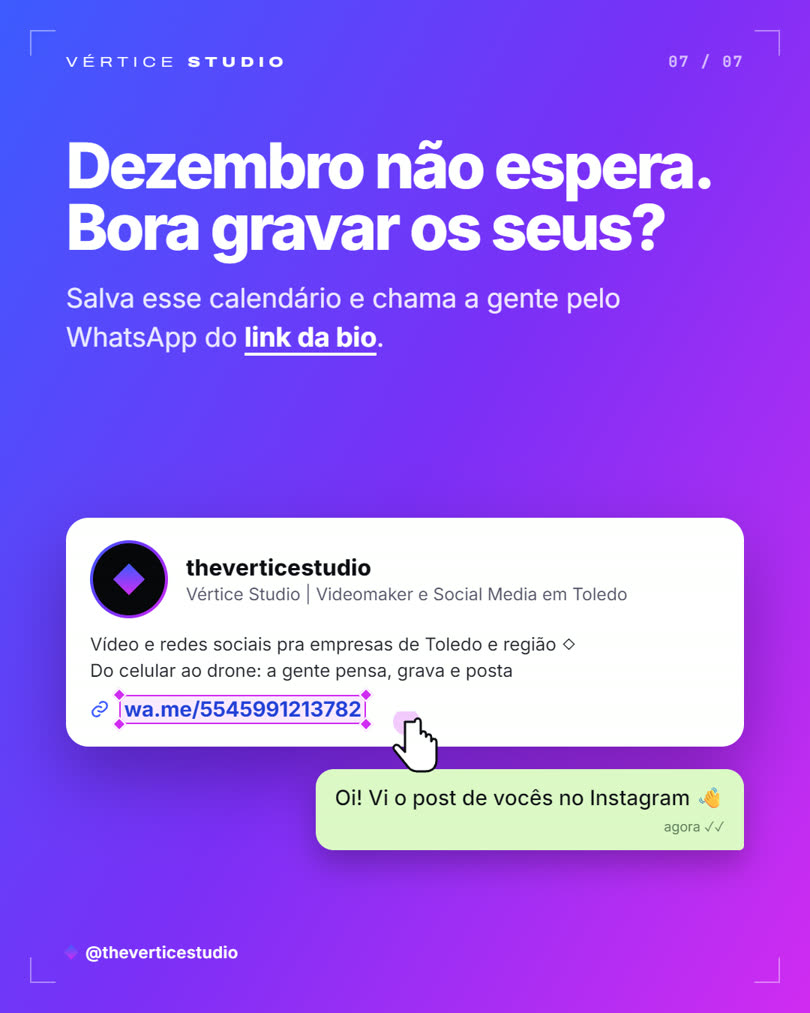 VÉRTICE STUDIO
07 / 07
Dezembro não espera.
Bora gravar os seus?
Salva esse calendário e chama a gente pelo
WhatsApp do link da bio.
theverticestudio
Vértice Studio | Videomaker e Social Media em Toledo
Vídeo e redes sociais pra empresas de Toledo e região ◇
Do celular ao drone: a gente pensa, grava e posta
wa.me/5545991213782
Oi! Vi o post de vocês no Instagram 👋
agora ✓✓
@theverticestudio